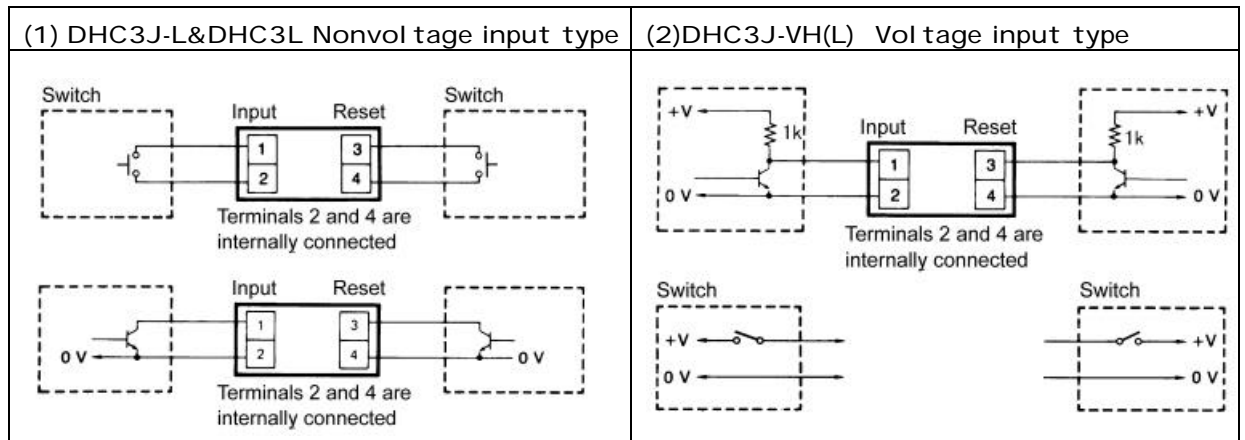 (1) DHC3J-L&DHC3L Nonvoltage input type
Switch
Input Reset
Switch
1 3
2 4
Terminals 2 and 4 are
internally connected
Input Reset
1 3
0 V 2 4 0 V
Terminals 2 and 4 are
internally connected
(2)DHC3J-VH(L) Voltage input type
+V +V
1k Input Reset 1k
1 3
0 V 2 4 0 V
Terminals 2 and 4 are
internally connected
Switch Switch
+V +V
0 V 0 V